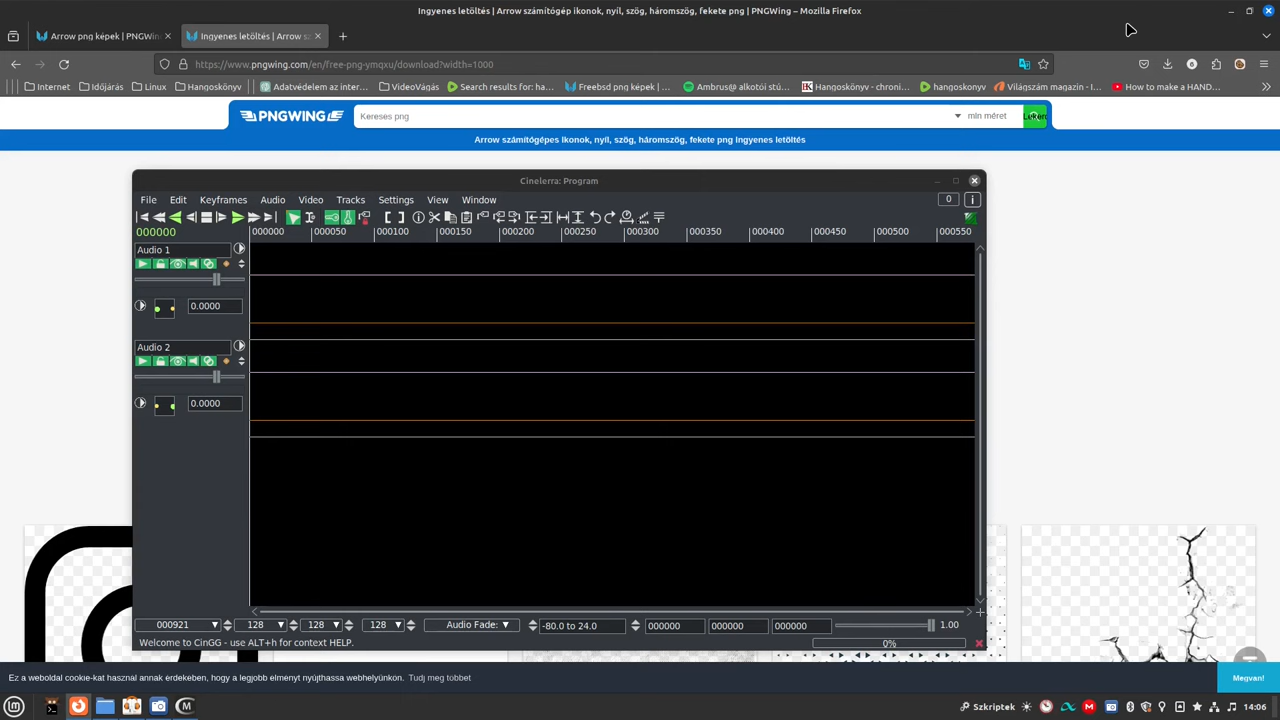 Ingyenes letöltés | Arrow számítógép ikonok, nyíl, szög, háromszög, fekete png | PNGWing – Mozilla Firefox
Arrow png képek | PNGWin
Ingyenes letöltés | Arrow s
https://www.pngwing.com/en/free-png-ymqxu/download?width=1000
Internet
Időjárás
Linux
Hangoskönyv
VideoVágás
Adatvédelem az inter...
Search results for: ha...
Freebsd png képek | ...
Ambrus@ alkotói stú...
Hangoskönyv - chroni...
hangoskonyv
Világszám magazin - I...
How to make a HAND...
PNGWING
Kereses png
mln méret
Arrow számítógépes ikonok, nyíl, szög, háromszög, fekete png ingyenes letöltés
Cinelerra: Program
File Edit Keyframes Audio Video Tracks Settings View Window
0
000000
000000 000050 000100 000150 000200 000250 000300 000350 000400 000450 000500 000550
Audio 1
0.0000
Audio 2
0.0000
000921 128 128 128 Audio Fade: -80.0 to 24.0 000000 000000 000000 1.00
Welcome to CinGG - use ALT+h for context HELP.
0%
Ez a weboldal cookie-kat használ annak érdekében, hogy a legjobb élményt nyújthassa webhelyünkön. Tudj meg többet
Megvan!
Szkriptek
14:06